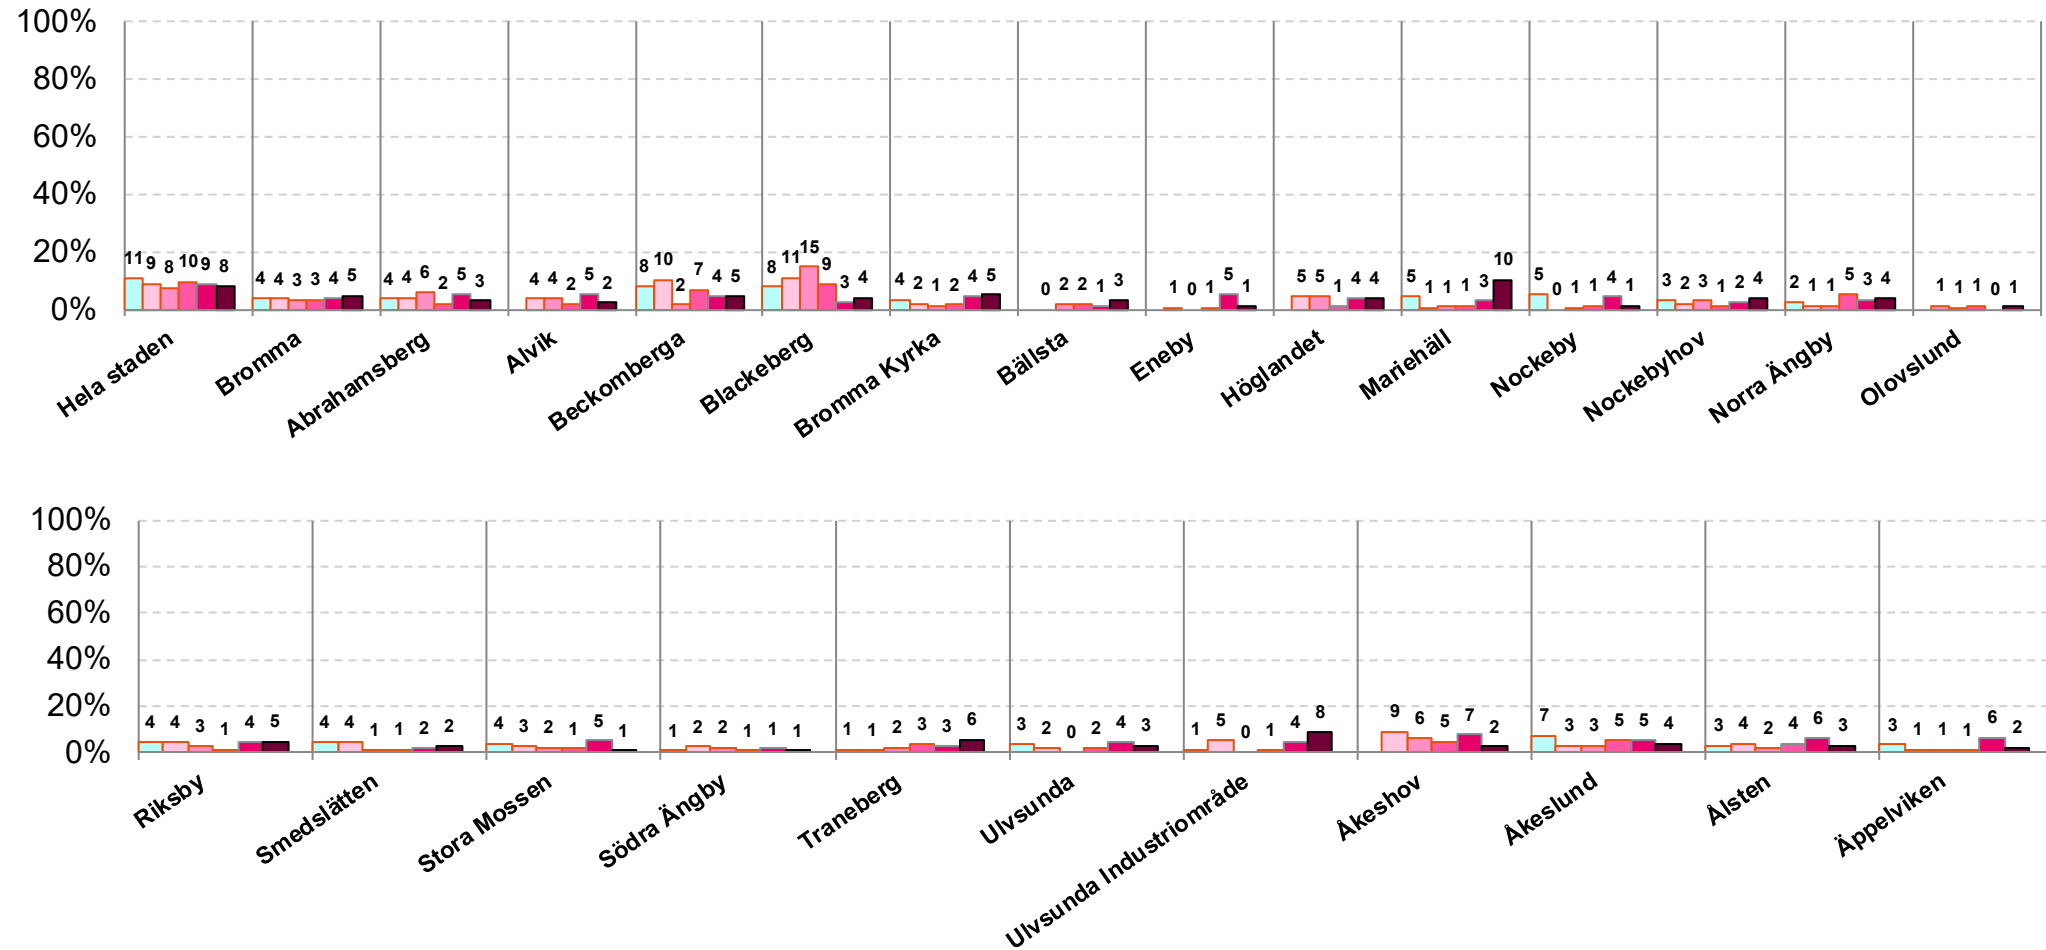 100%
80%
60%
40%
20%
0%
11 9 8 10 9 8
4 4 3 3 4 5
4 4 6 2 5 3
4 4 2 5 2
8 10 2 7 4 5
8 11 15 9 3 4
4 2 1 2 4 5
0 2 2 1 3
1 0 1 5 1
5 5 1 4 4
5 1 1 1 3 10
5 0 1 1 4 1
3 2 3 1 2 4
2 1 1 5 3 4
1 1 1 0 1
Hela staden
Bromma
Abrahamsberg
Alvik
Beckomberga
Blackeberg
Bromma Kyrka
Bällsta
Eneby
Höglandet
Mariehäll
Nockeby
Nockebyhov
Norra Ängby
Olovslund
100%
80%
60%
40%
20%
0%
4 4 3 1 4 5
4 4 1 1 2 2
4 3 2 1 5 1
1 2 2 1 1 1
1 1 2 3 3 6
3 2 0 2 4 3
1 5 0 1 4 8
9 6 5 7 2
7 3 3 5 5 4
3 4 2 4 6 3
3 1 1 1 6 2
Riksby
Smedslätten
Stora Mossen
Södra Ängby
Traneberg
Ulvsunda
Ulvsunda Industriområde
Åkeshov
Åkeslund
Ålsten
Äppelviken